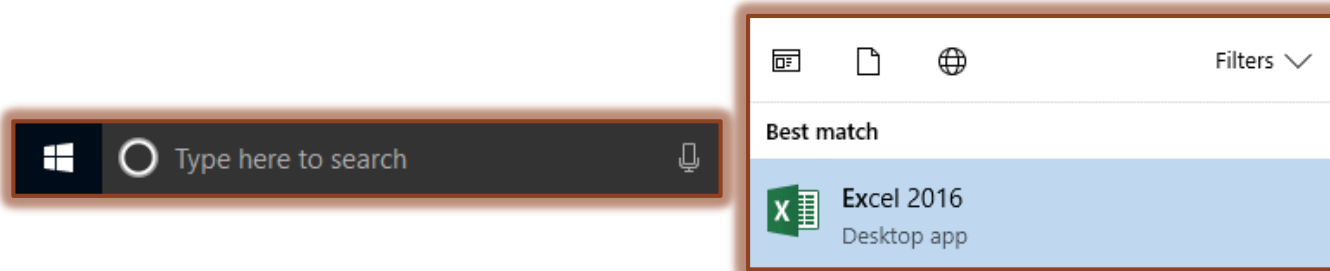 Type here to search
Filters
Best match
Excel 2016
Desktop app